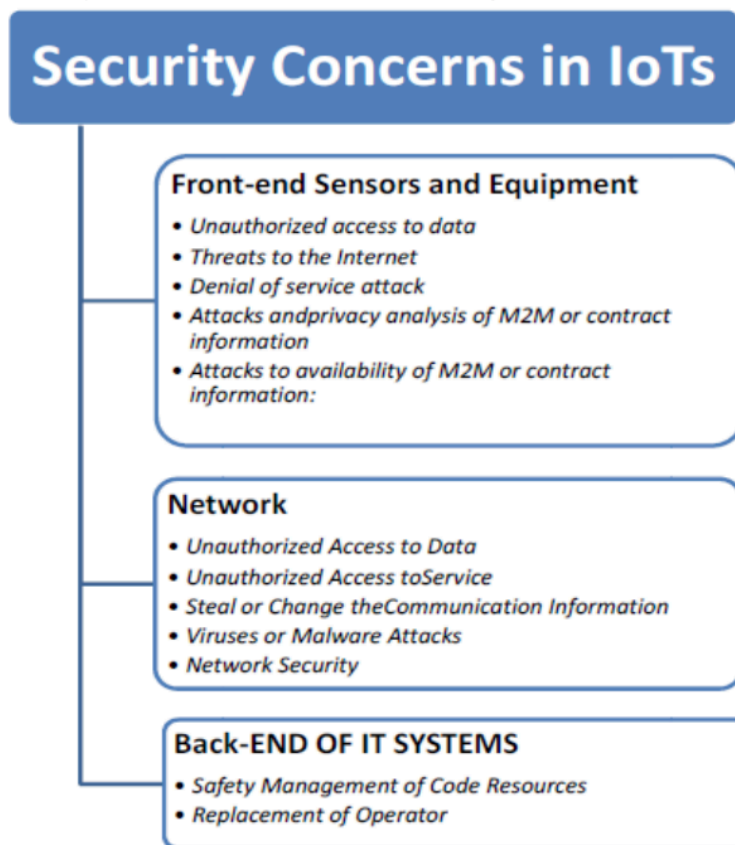 Security Concerns in IoTs
Front-end Sensors and Equipment
• Unauthorized access to data
• Threats to the Internet
• Denial of service attack
• Attacks andprivacy analysis of M2M or contract
information
• Attacks to availability of M2M or contract
information:
Network
• Unauthorized Access to Data
• Unauthorized Access toService
• Steal or Change theCommunication Information
• Viruses or Malware Attacks
• Network Security
Back-END OF IT SYSTEMS
• Safety Management of Code Resources
• Replacement of Operator